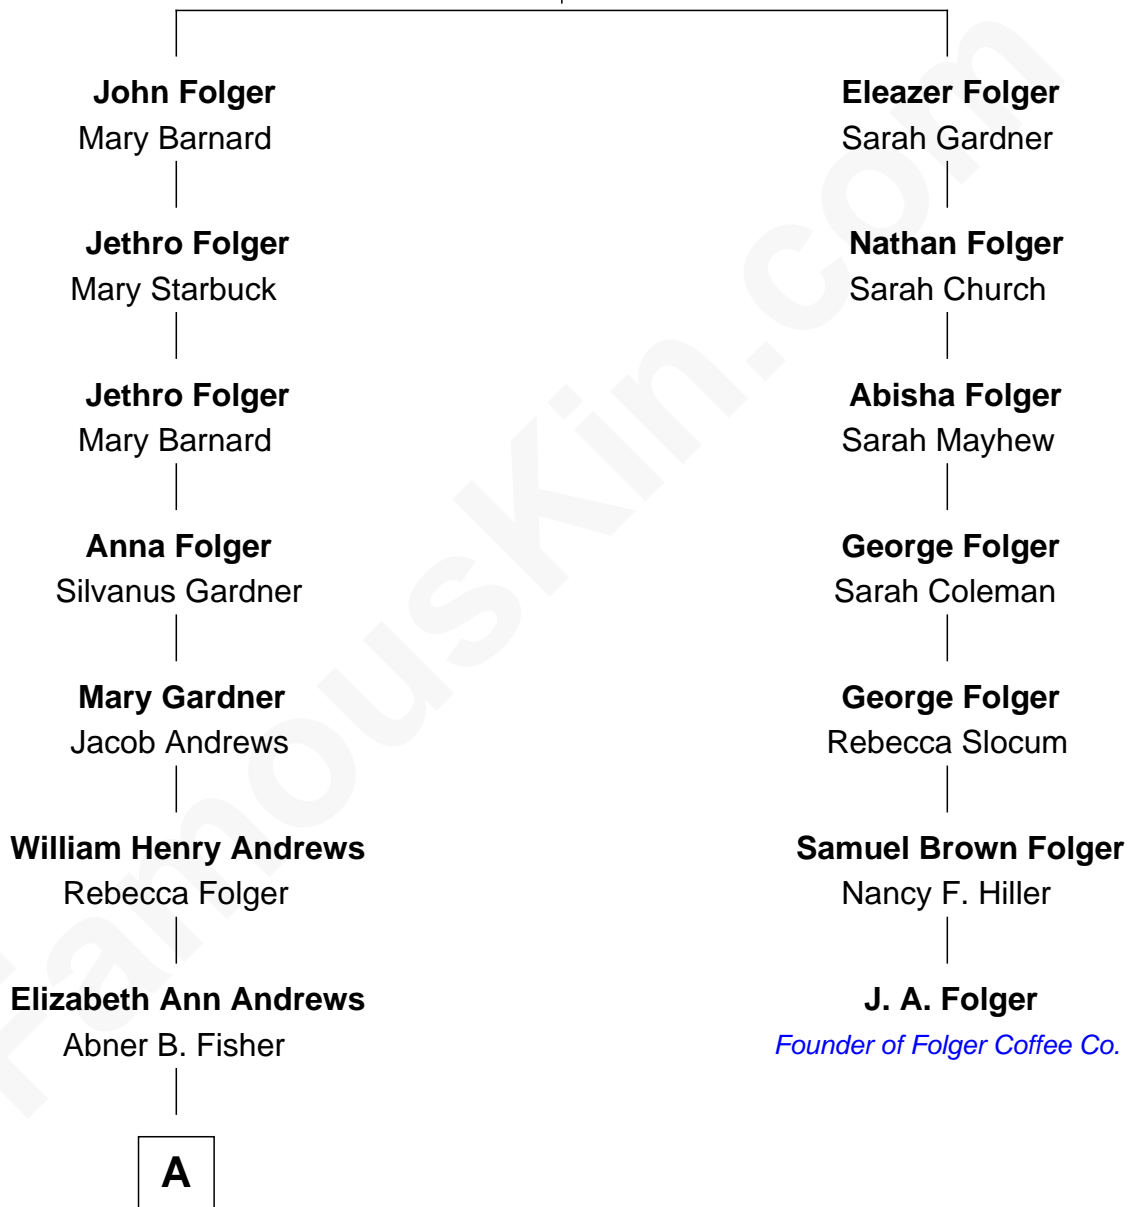 John Folger
Mary Barnard
Eleazer Folger
Sarah Gardner
Jethro Folger
Mary Starbuck
Nathan Folger
Sarah Church
Jethro Folger
Mary Barnard
Abisha Folger
Sarah Mayhew
Anna Folger
Silvanus Gardner
George Folger
Sarah Coleman
Mary Gardner
Jacob Andrews
George Folger
Rebecca Slocum
William Henry Andrews
Rebecca Folger
Samuel Brown Folger
Nancy F. Hiller
Elizabeth Ann Andrews
Abner B. Fisher
J. A. Folger
Founder of Folger Coffee Co.
A
FamousKin.com